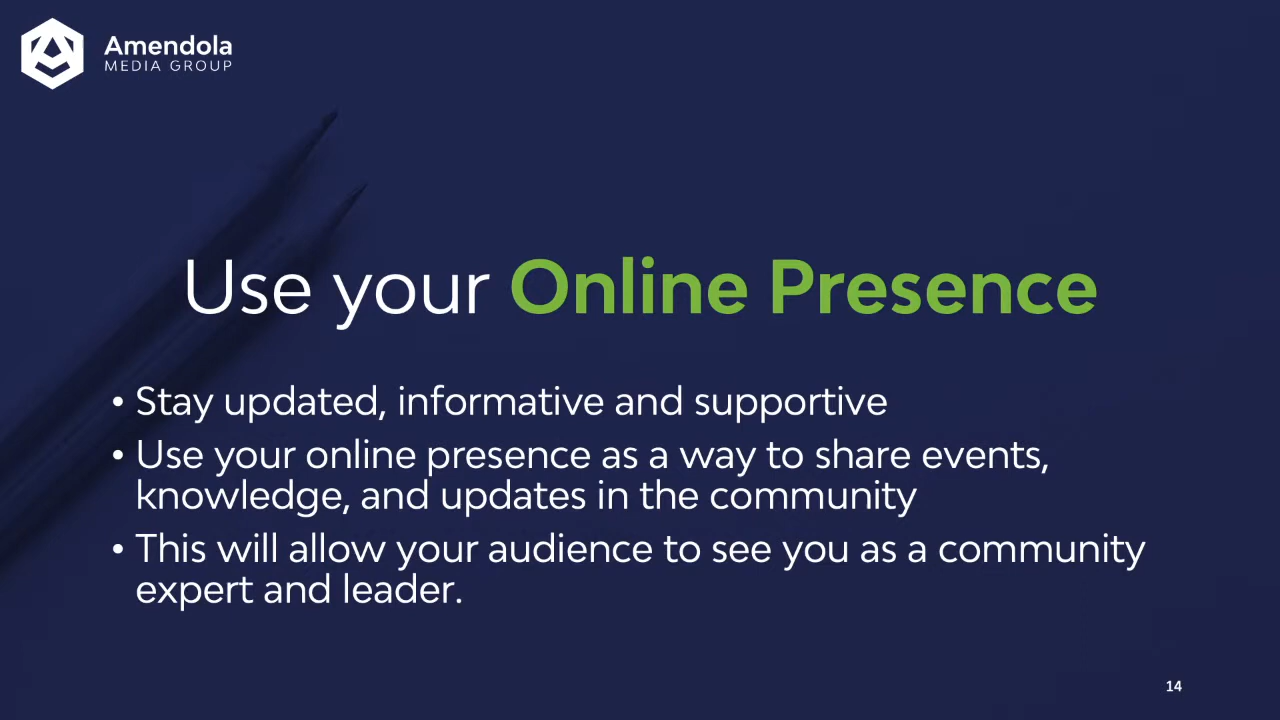 Amendola
MEDIA GROUP
Use your Online Presence
• Stay updated, informative and supportive
• Use your online presence as a way to share events,
knowledge, and updates in the community
• This will allow your audience to see you as a community
expert and leader.
14